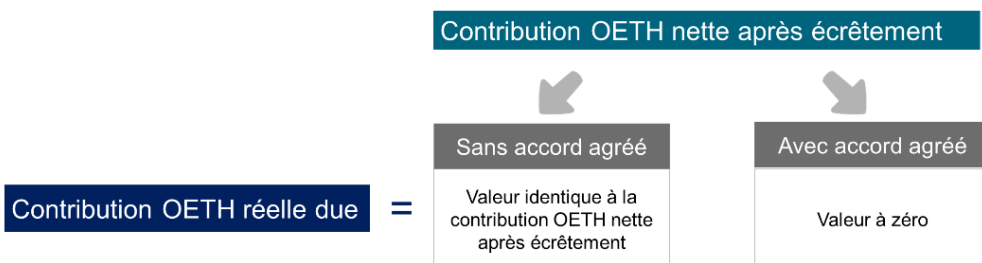 Contribution OETH nette après écrêtement
Sans accord agréé
Avec accord agréé
Contribution OETH réelle due
=
Valeur identique à la
contribution OETH nette
après écrêtement
Valeur à zéro